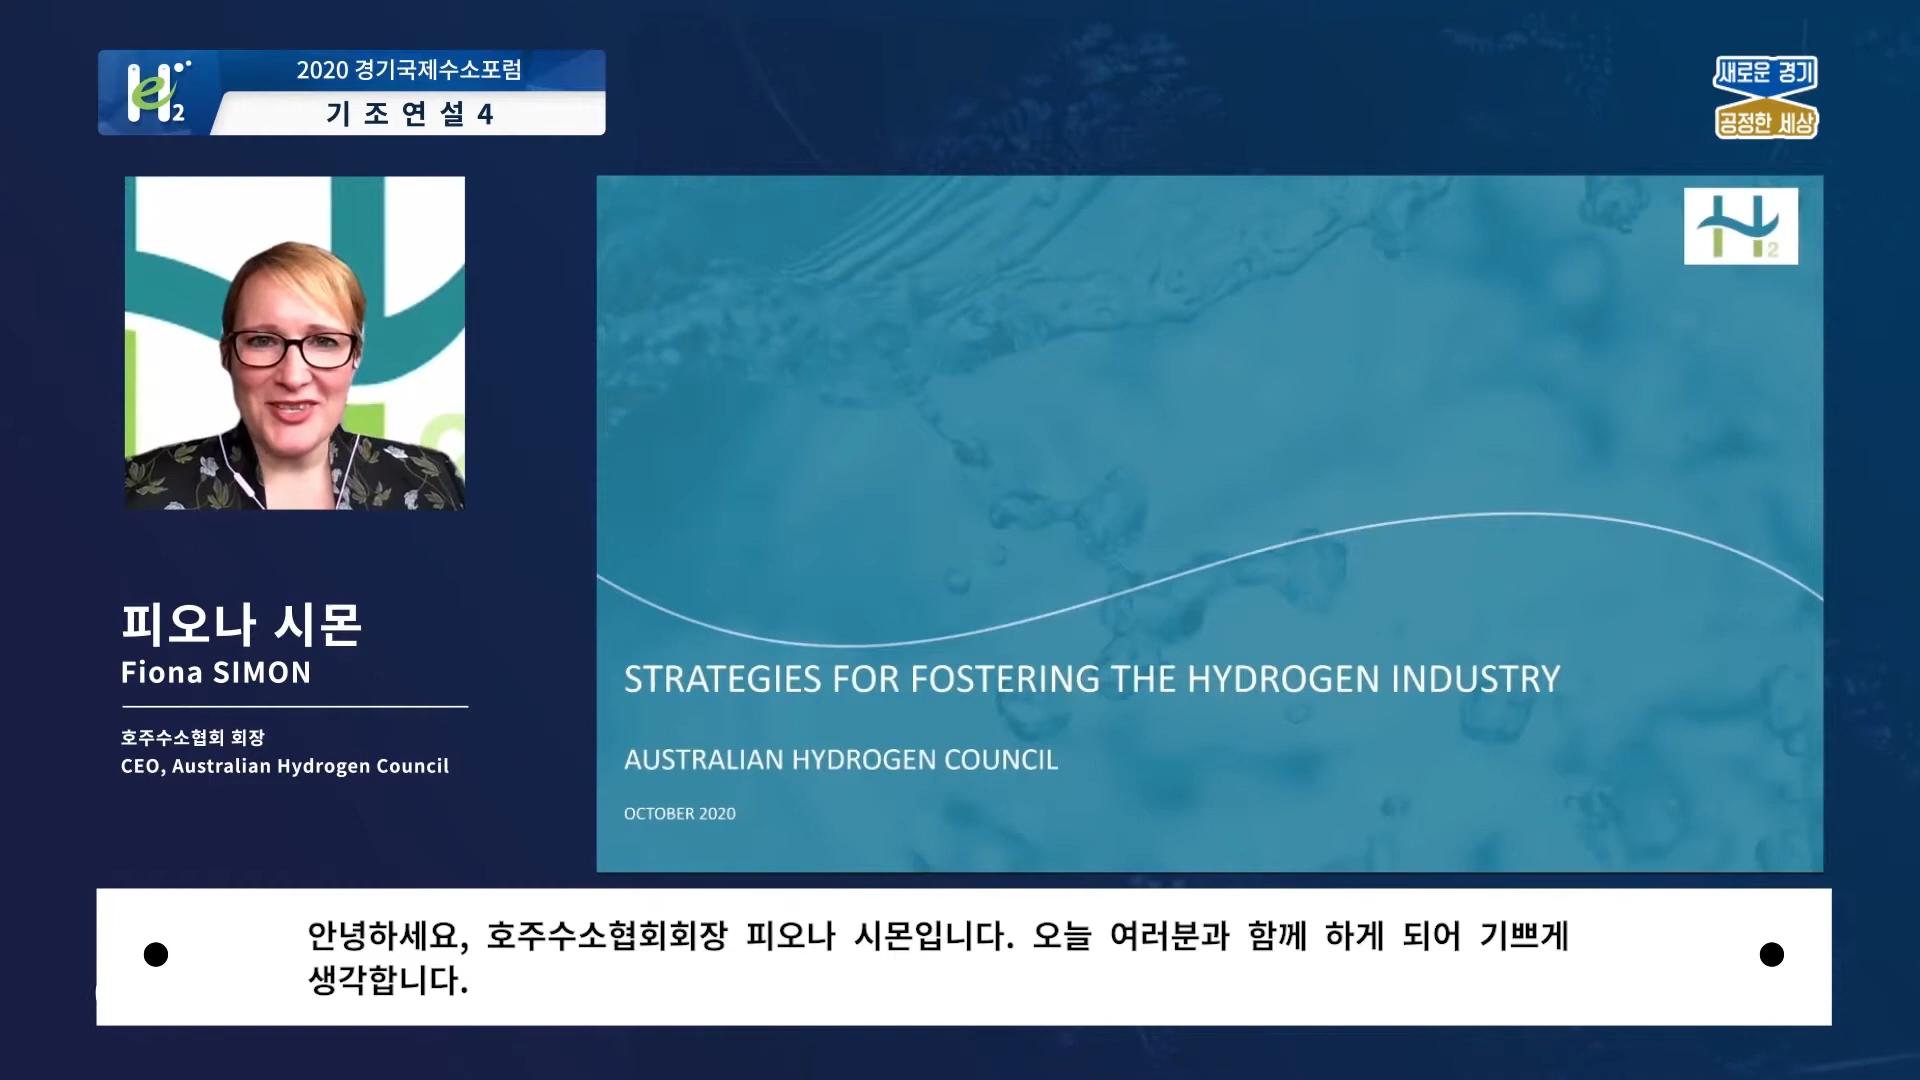 He2
2020 경기국제수소포럼
기조연설4
새로운 경기
공정한 세상
H2
피오나 시몬
Fiona SIMON
호주수소협회 회장
CEO, Australian Hydrogen Council
STRATEGIES FOR FOSTERING THE HYDROGEN INDUSTRY
AUSTRALIAN HYDROGEN COUNCIL
OCTOBER 2020
안녕하세요, 호주수소협회회장 피오나 시몬입니다. 오늘 여러분과 함께 하게 되어 기쁘게
생각합니다.